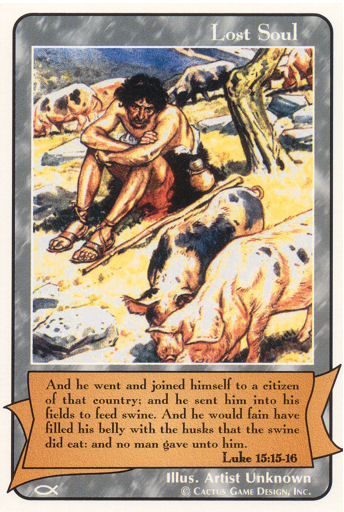 Lost Soul
And he went and joined himself to a citizen
of that country; and he sent him into his
fields to feed swine. And he would fain have
filled his belly with the husks that the swine
did eat: and no man gave unto him.
Luke 15:15-16
Illus. Artist Unknown
© Cactus Game Design, Inc.